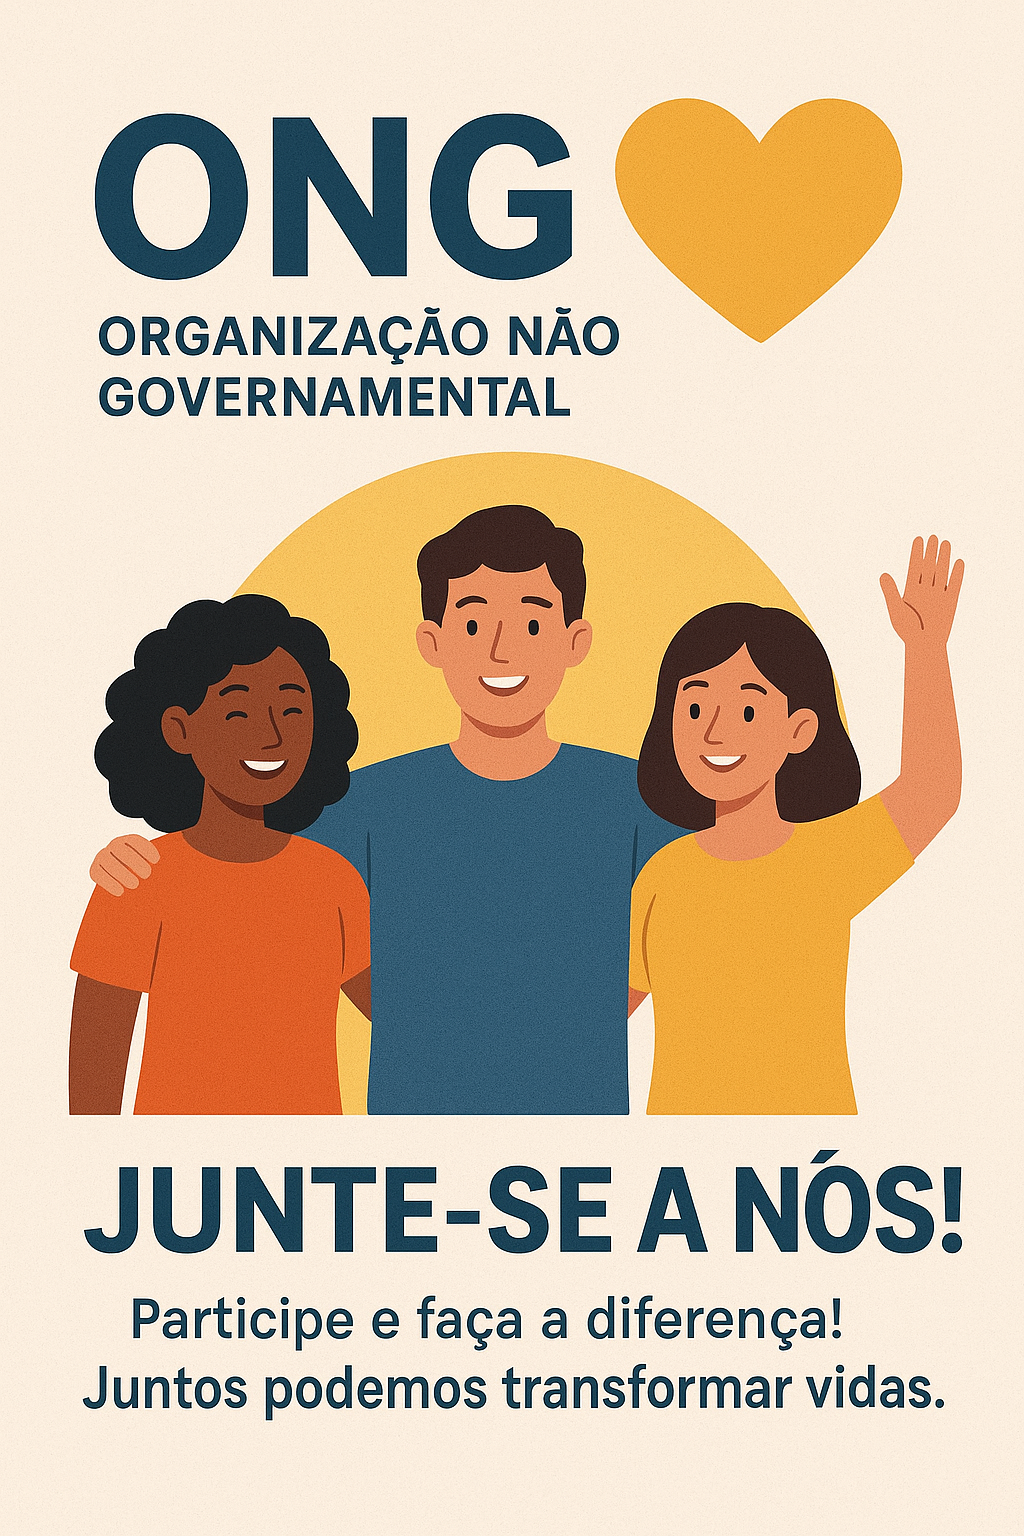 ONG
ORGANIZAÇÃO NÃO
GOVERNAMENTAL
JUNTE-SE A NÓS!
Participe e faça a diferença!
Juntos podemos transformar vidas.